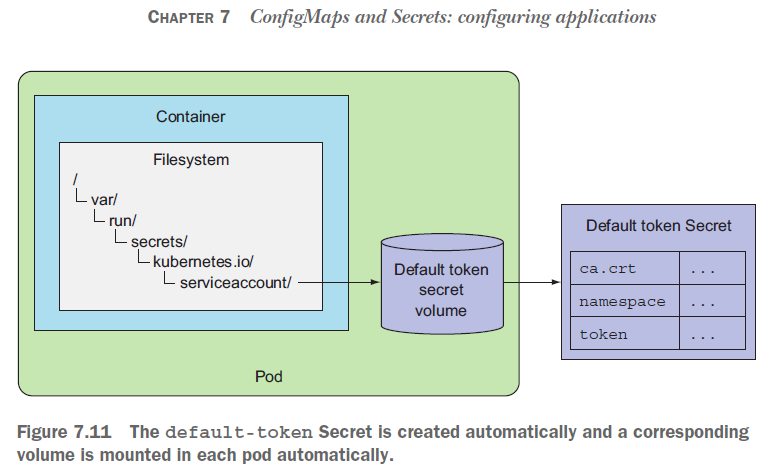 CHAPTER 7 ConfigMaps and Secrets: configuring applications
Container
Filesystem
/
var/
run/
secrets/
kubernetes.io/
serviceaccount/
Default token
secret
volume
Pod
Default token Secret
ca.crt ...
namespace ...
token ...
Figure 7.11 The default-token Secret is created automatically and a corresponding
volume is mounted in each pod automatically.